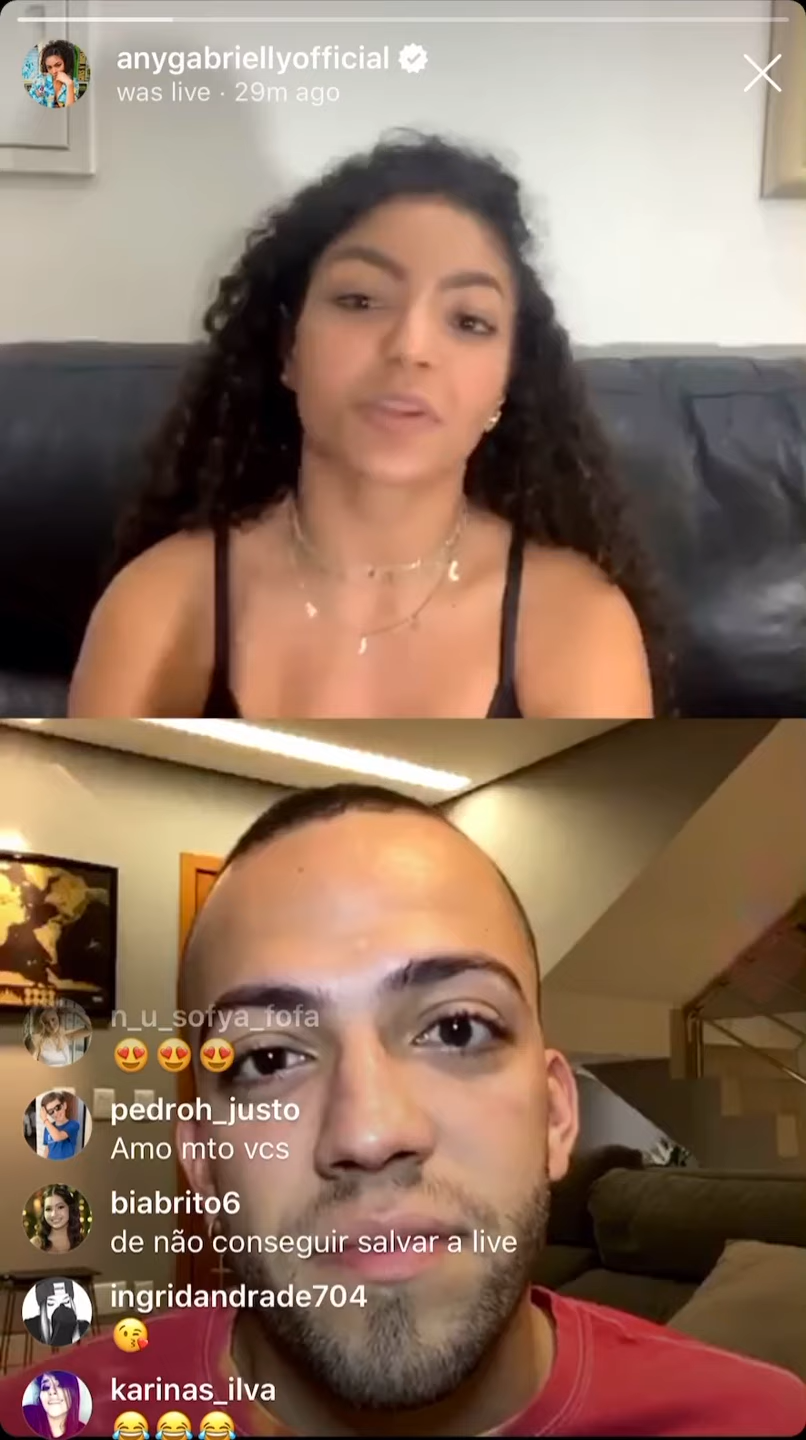 anygabriellyofficial
was live · 29m ago
n_u_sofya_fofa
😍😍😍
pedroh_justo
Amo mto vcs
biabrito6
de não conseguir salvar a live
ingridandrade704
😘
karinas_ilva
😂😂😂